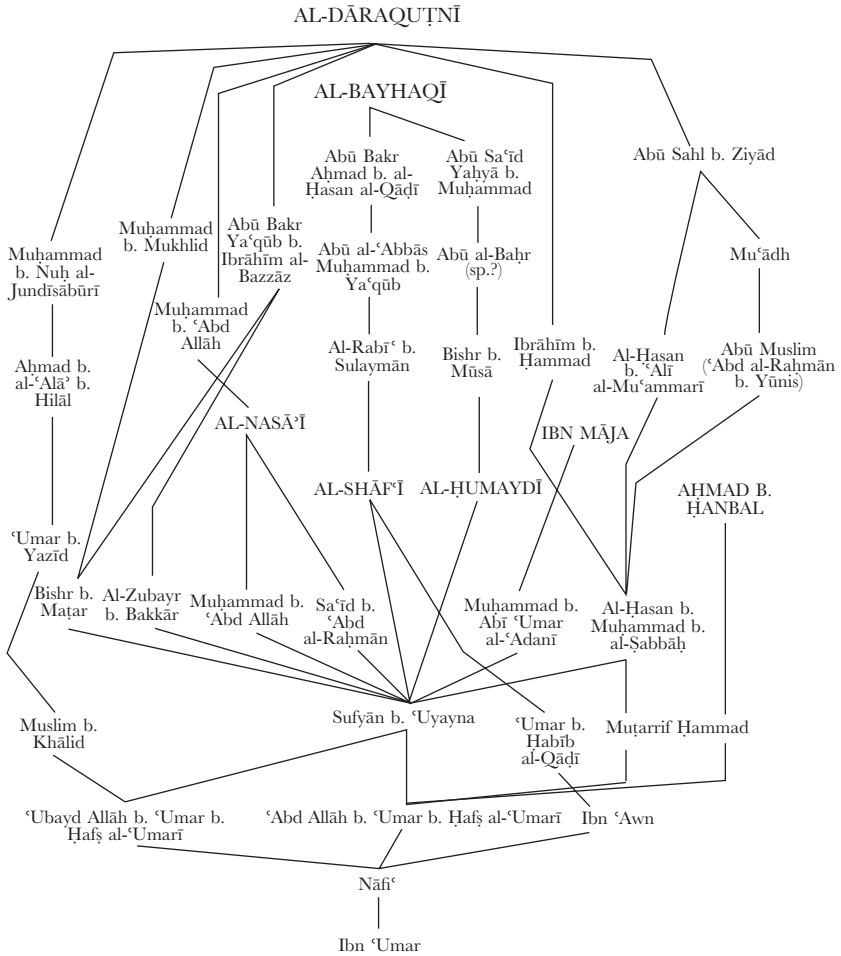 AL-DĀRAQUṬNĪ
AL-BAYHAQĪ
Abū Bakr
Aḥmad b. al-
Ḥasan al-Qāḍī
Abū Saʿīd
Yaḥyā b.
Muḥammad
Abū Sahl b. Ziyād
Muḥammad
b. Nuḥ al-
Jundīsābūrī
Muḥammad
b. Mukhlid
Abū Bakr
Yaʿqūb b.
Ibrāhīm al-
Bazzāz
Abū al-ʿAbbās
Muḥammad b.
Yaʿqūb
Abū al-Baḥr
(sp.?)
Muʿādh
Muḥammad
b. ʿAbd
Allāh
Aḥmad b.
al-ʿAlāʾ b.
Hilāl
Al-Rabīʿ b.
Sulaymān
Bishr b.
Mūsā
Ibrāhīm b.
Ḥammad
Al-Ḥasan
b. ʿAlī
al-Muʿammarī
Abū Muslim
(ʿAbd al-Raḥmān
b. Yūnis)
AL-NASĀʾĪ
IBN MĀJA
AL-SHĀFʿĪ
AL-ḤUMAYDĪ
AḤMAD B.
ḤANBAL
ʿUmar b.
Yazīd
Bishr b.
Maṭar
Al-Zubayr
b. Bakkār
Muḥammad b.
ʿAbd Allāh
Saʿīd b.
ʿAbd
al-Raḥmān
Muḥammad b.
Abī ʿUmar
al-ʿAdanī
Al-Ḥasan b.
Muḥammad b.
al-Ṣabbāḥ
Muslim b.
Khālid
Sufyān b. ʿUyayna
ʿUmar b.
Ḥabīb
al-Qāḍī
Muṭarrif Ḥammad
ʿUbayd Allāh b. ʿUmar b.
Ḥafṣ al-ʿUmarī
ʿAbd Allāh b. ʿUmar b. Ḥafṣ al-ʿUmarī
Ibn ʿAwn
Nāfiʿ
Ibn ʿUmar